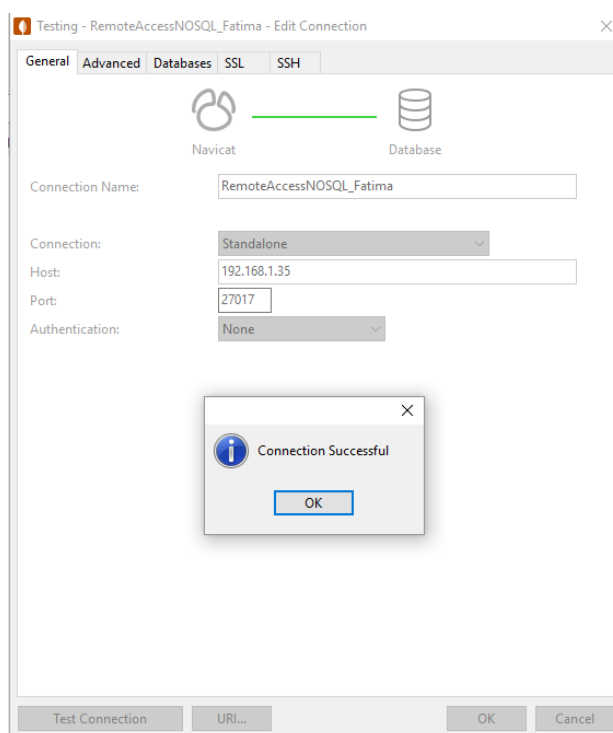 Testing - RemoteAccessNOSQL_Fatima - Edit Connection
General Advanced Databases SSL SSH
Navicat Database
Connection Name: RemoteAccessNOSQL_Fatima
Connection: Standalone
Host: 192.168.1.35
Port: 27017
Authentication: None
Connection Successful
OK
Test Connection URI... OK Cancel